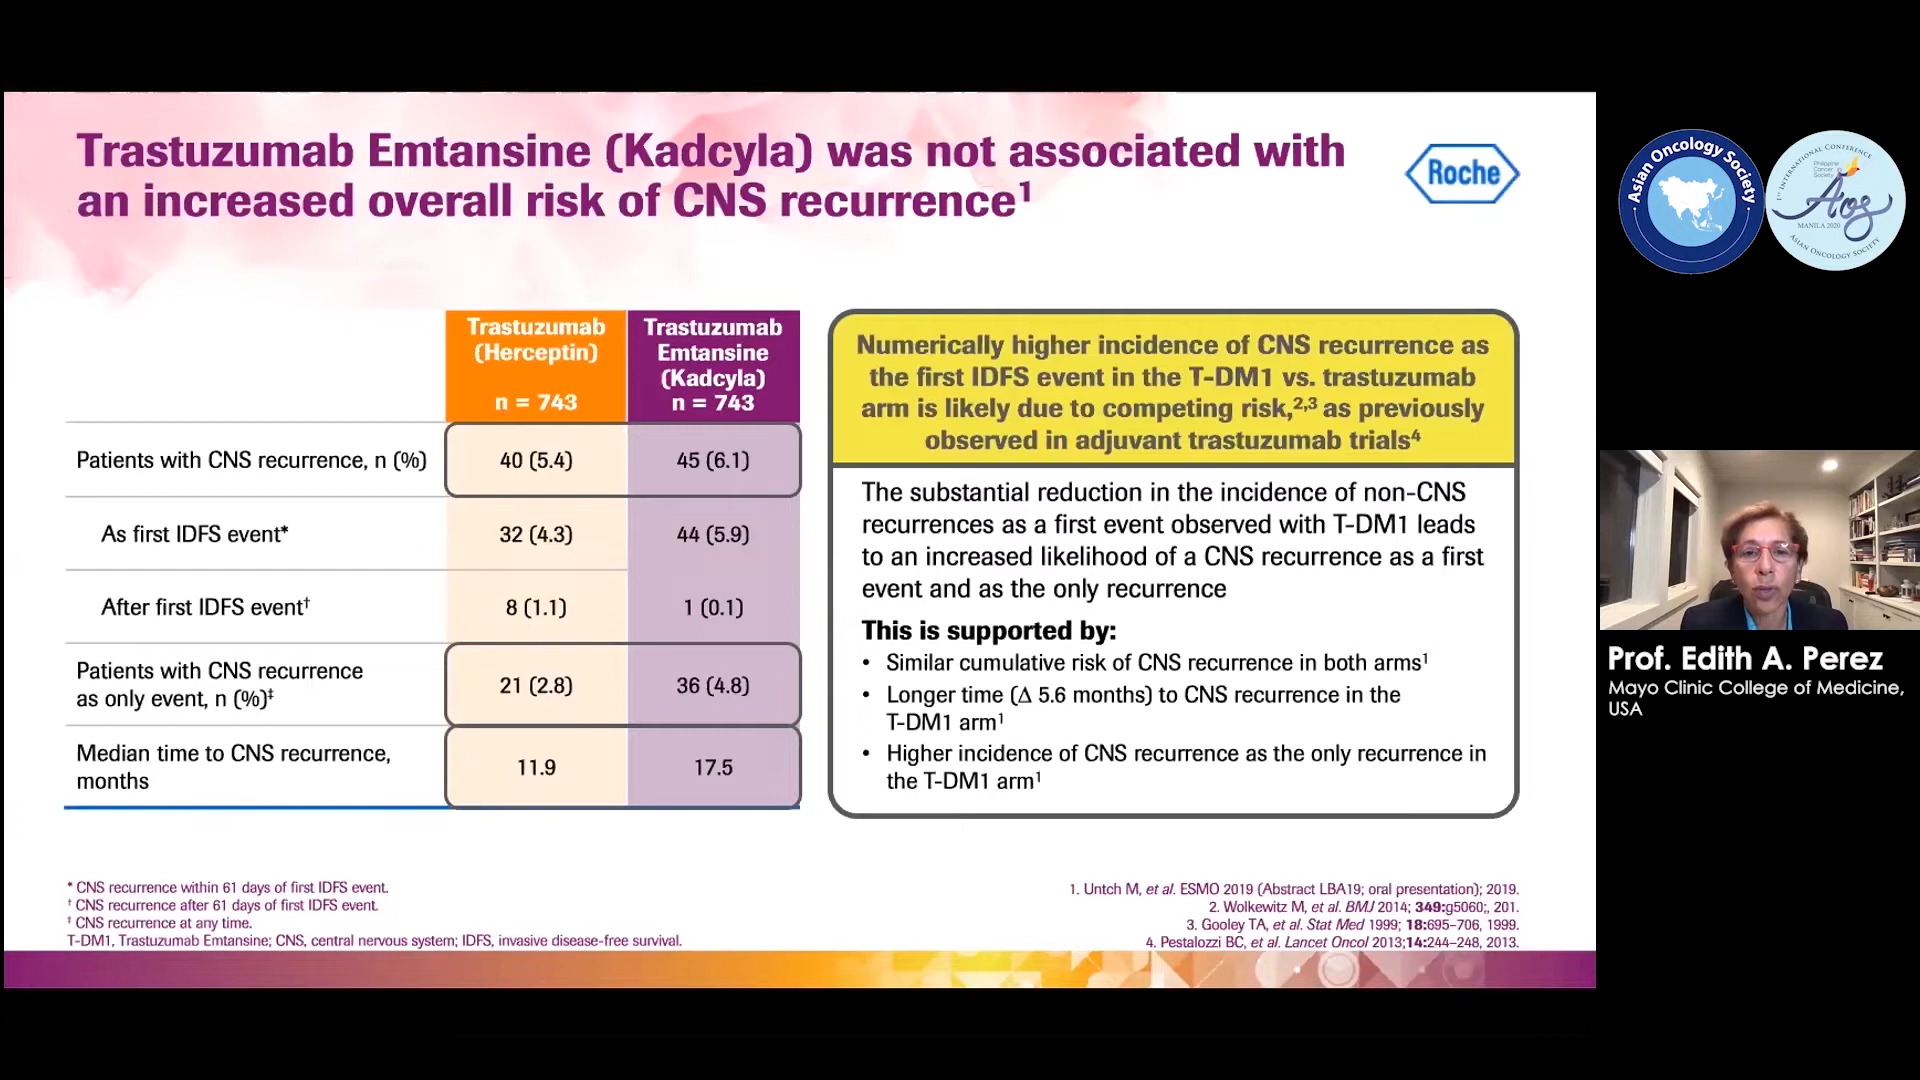 Trastuzumab Emtansine (Kadcyla) was not associated with
an increased overall risk of CNS recurrence¹
Roche
Asian Oncology Society
1st INTERNATIONAL CONFERENCE
Philippine
Cancer
Society
Aos
MANILA 2020
ASIAN ONCOLOGY SOCIETY
Trastuzumab
(Herceptin)
n = 743
Trastuzumab
Emtansine
(Kadcyla)
n = 743
Patients with CNS recurrence, n (%) 40 (5.4) 45 (6.1)
As first IDFS event* 32 (4.3) 44 (5.9)
After first IDFS event† 8 (1.1) 1 (0.1)
Patients with CNS recurrence
as only event, n (%)‡ 21 (2.8) 36 (4.8)
Median time to CNS recurrence,
months 11.9 17.5
Numerically higher incidence of CNS recurrence as
the first IDFS event in the T-DM1 vs. trastuzumab
arm is likely due to competing risk,²,³ as previously
observed in adjuvant trastuzumab trials⁴
The substantial reduction in the incidence of non-CNS
recurrences as a first event observed with T-DM1 leads
to an increased likelihood of a CNS recurrence as a first
event and as the only recurrence
This is supported by:
• Similar cumulative risk of CNS recurrence in both arms¹
• Longer time (Δ 5.6 months) to CNS recurrence in the
T-DM1 arm¹
• Higher incidence of CNS recurrence as the only recurrence in
the T-DM1 arm¹
* CNS recurrence within 61 days of first IDFS event.
† CNS recurrence after 61 days of first IDFS event.
‡ CNS recurrence at any time.
T-DM1, Trastuzumab Emtansine; CNS, central nervous system; IDFS, invasive disease-free survival.
1. Untch M, et al. ESMO 2019 (Abstract LBA19; oral presentation); 2019.
2. Wolkewitz M, et al. BMJ 2014; 349:g5060;, 201.
3. Gooley TA, et al. Stat Med 1999; 18:695–706, 1999.
4. Pestalozzi BC, et al. Lancet Oncol 2013;14:244–248, 2013.
Prof. Edith A. Perez
Mayo Clinic College of Medicine,
USA